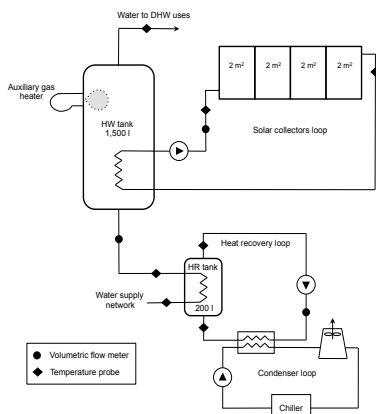 Water to DHW uses
Auxiliary gas
heater
HW tank
1,500 l
2 m²
2 m²
2 m²
2 m²
Solar collectors loop
Heat recovery loop
HR tank
200 l
Water supply
network
Condenser loop
Chiller
Volumetric flow meter
Temperature probe